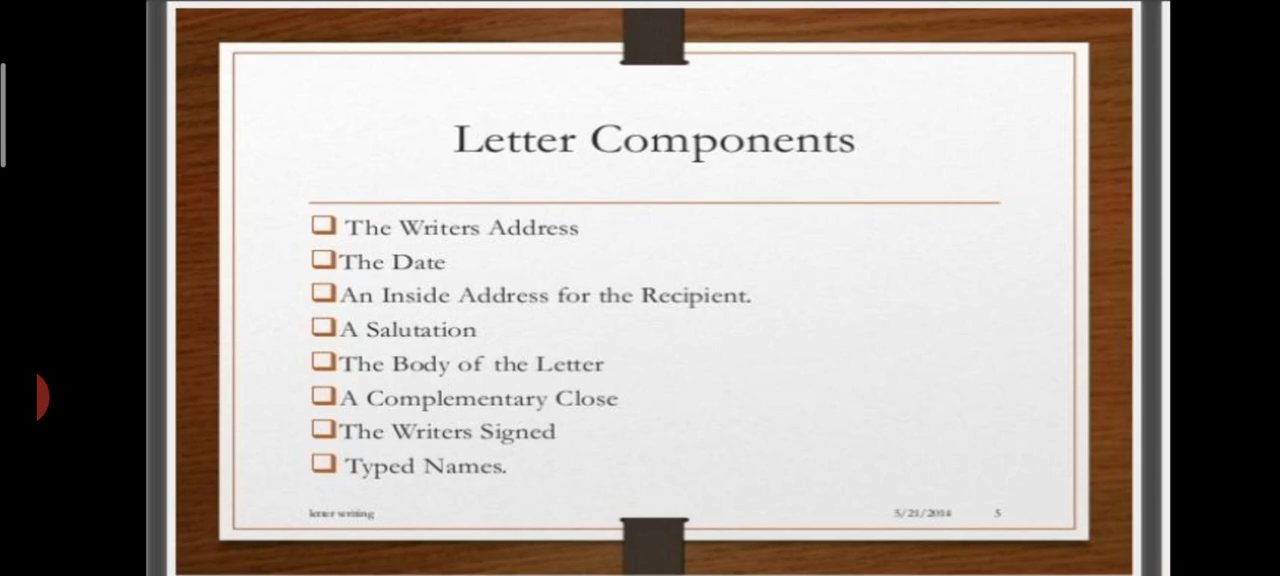 Letter Components
The Writers Address
The Date
An Inside Address for the Recipient.
A Salutation
The Body of the Letter
A Complementary Close
The Writers Signed
Typed Names.
letter writing 5/21/2014 5